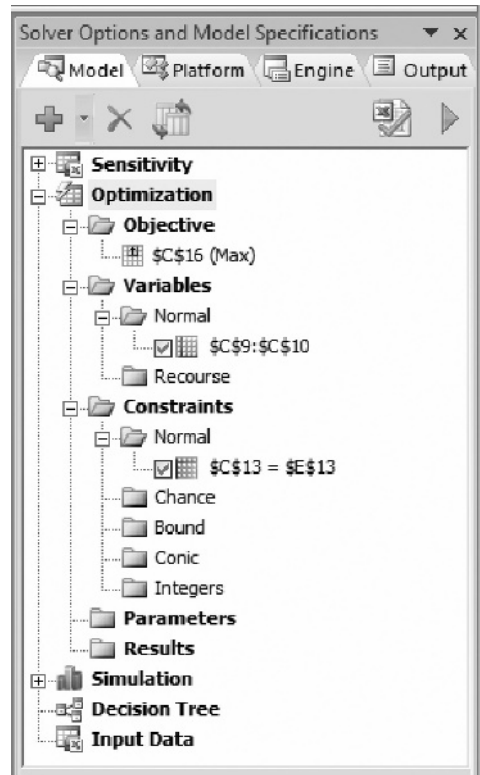 Solver Options and Model Specifications
Model Platform Engine Output
Sensitivity
Optimization
Objective
$C$16 (Max)
Variables
Normal
$C$9:$C$10
Recourse
Constraints
Normal
$C$13 = $E$13
Chance
Bound
Conic
Integers
Parameters
Results
Simulation
Decision Tree
Input Data